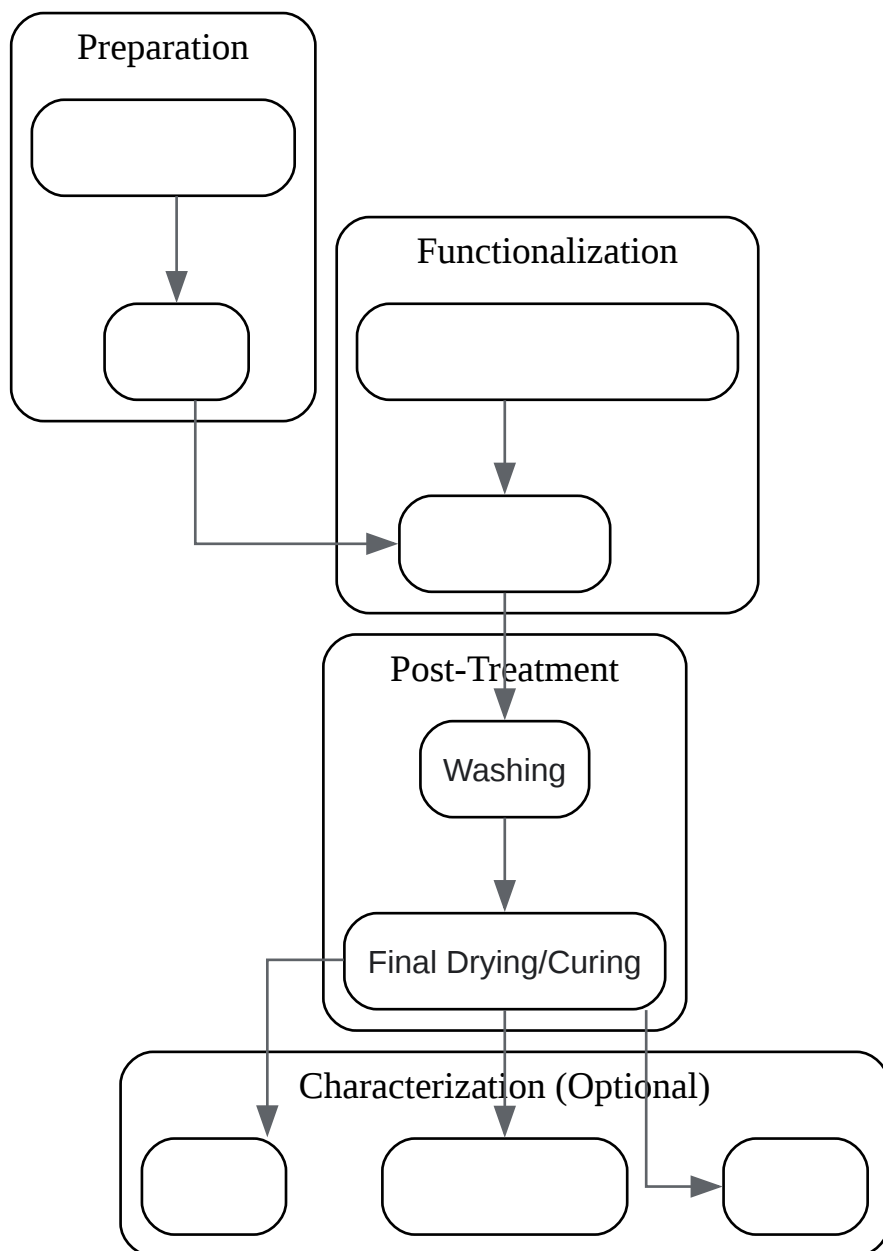 Preparation
Functionalization
Post-Treatment
Washing
Final Drying/Curing
Characterization (Optional)